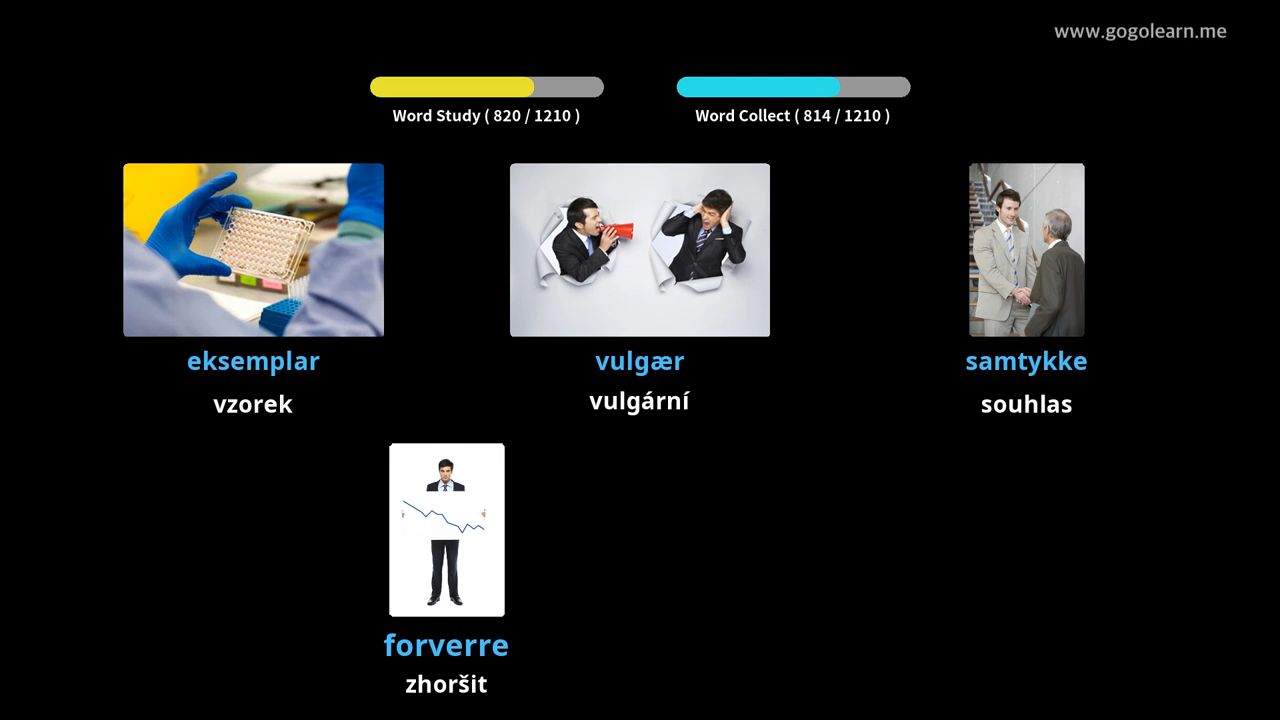 www.gogolearn.me
Word Study ( 820 / 1210 )
Word Collect ( 814 / 1210 )
eksemplar
vzorek
vulgær
vulgární
samtykke
souhlas
forverre
zhoršit